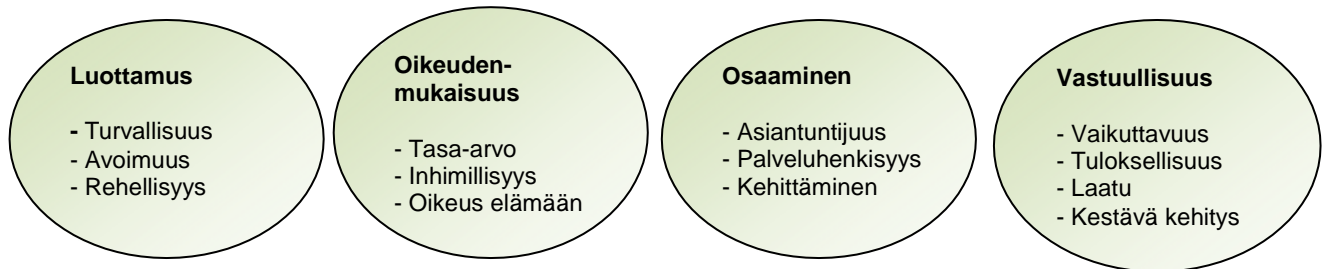 Luottamus
- Turvallisuus
- Avoimuus
- Rehellisyys
Oikeuden-
mukaisuus
- Tasa-arvo
- Inhimillisyys
- Oikeus elämään
Osaaminen
- Asiantuntijuus
- Palveluhenkisyys
- Kehittäminen
Vastuullisuus
- Vaikuttavuus
- Tuloksellisuus
- Laatu
- Kestävä kehitys